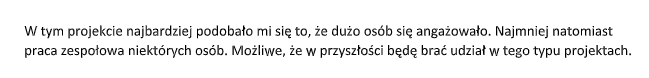 W tym projekcie najbardziej podobało mi się to, że dużo osób się angażowało. Najmniej natomiast
praca zespołowa niektórych osób. Możliwe, że w przyszłości będę brać udział w tego typu projektach.